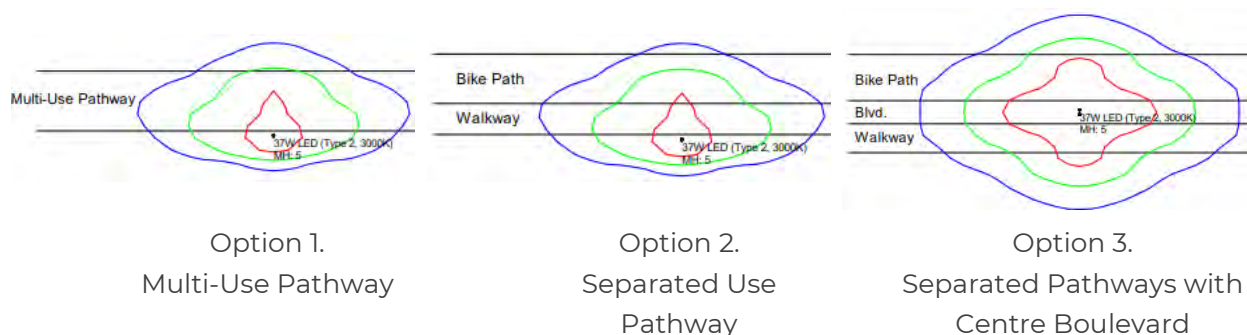 Multi-Use Pathway
37W LED (Type 2, 3000K)
MH: 5
Option 1.
Multi-Use Pathway
Bike Path
Walkway
37W LED (Type 2, 3000K)
MH: 5
Option 2.
Separated Use
Pathway
Bike Path
Blvd.
Walkway
37W LED (Type 2, 3000K)
MH: 5
Option 3.
Separated Pathways with
Centre Boulevard